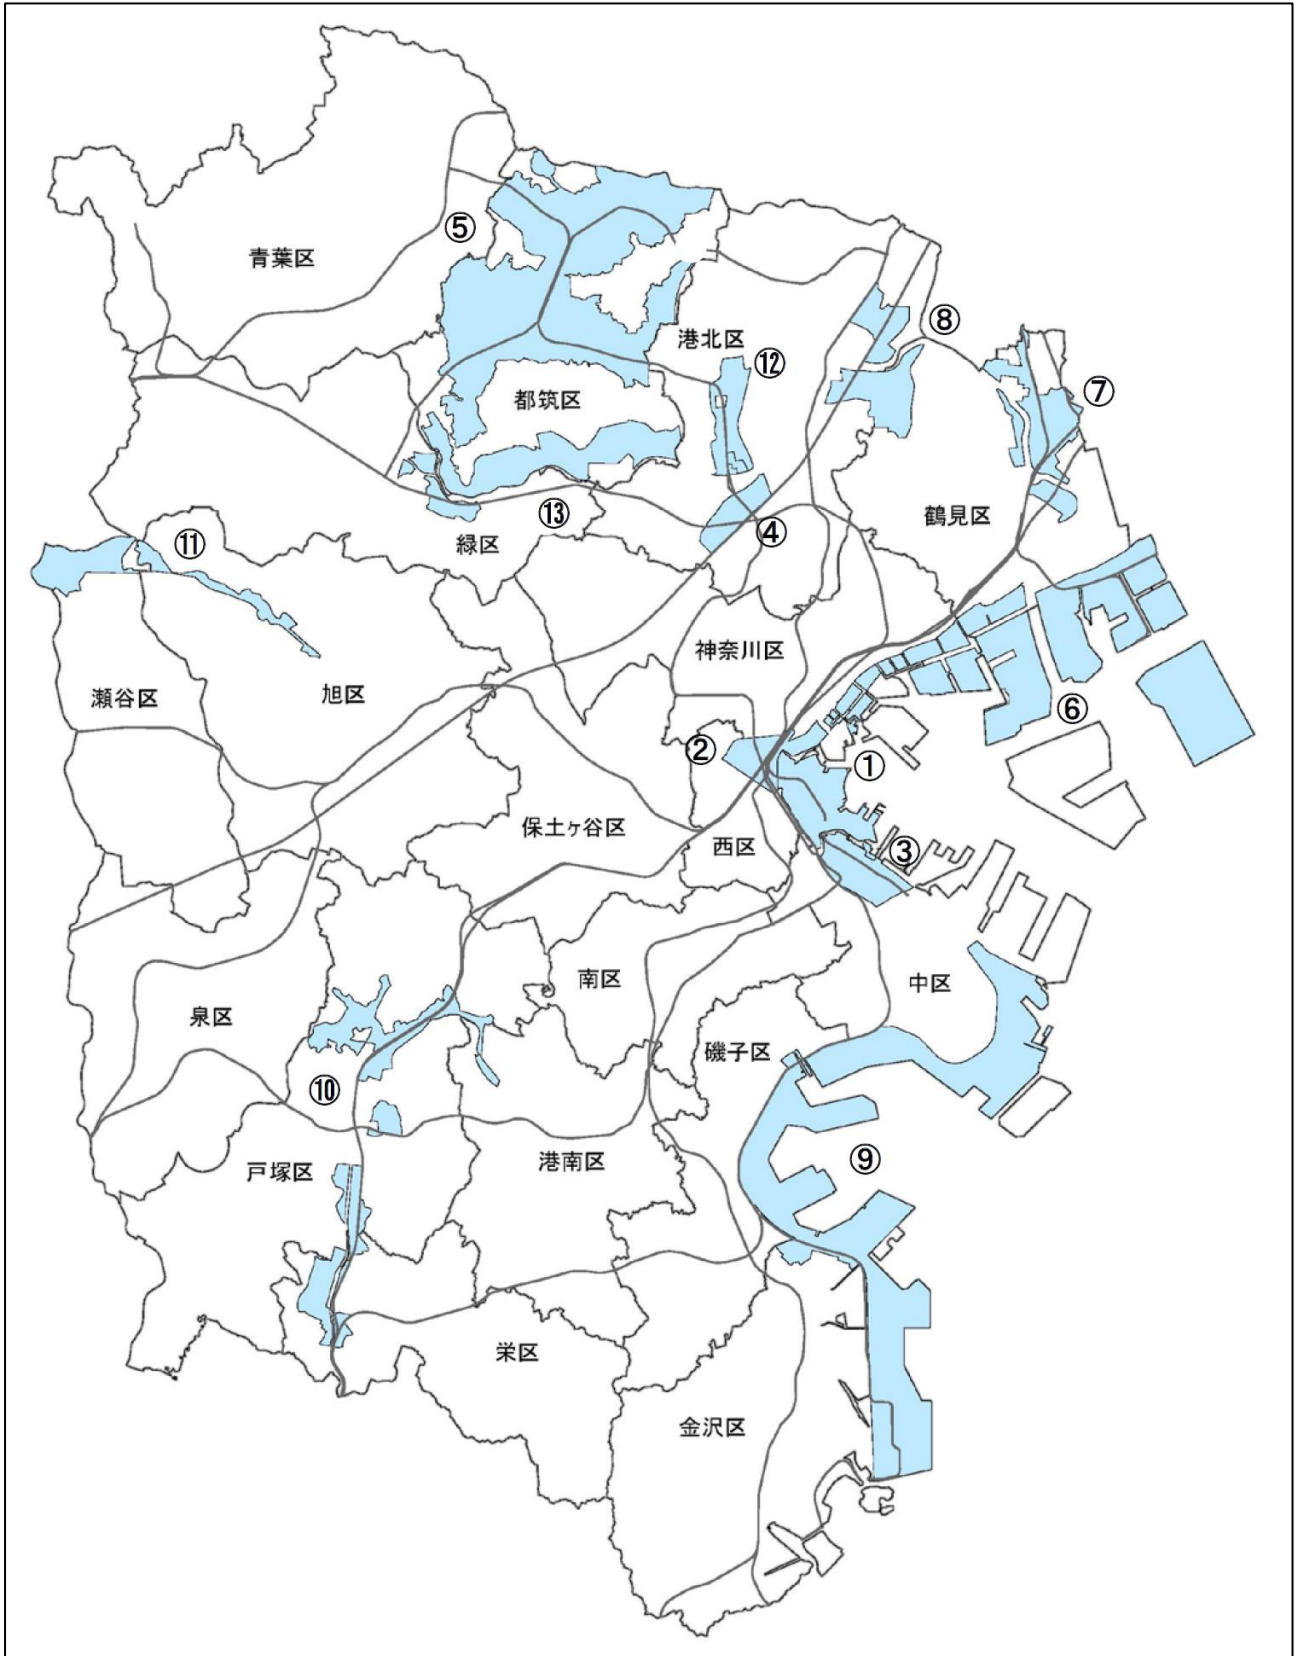 ⑤
青葉区
⑧
港北区
⑫
⑦
都筑区
⑬
④
鶴見区
⑪
緑区
神奈川区
瀬谷区
旭区
②
①
⑥
保土ヶ谷区
西区
③
南区
中区
泉区
磯子区
⑩
戸塚区
港南区
⑨
栄区
金沢区